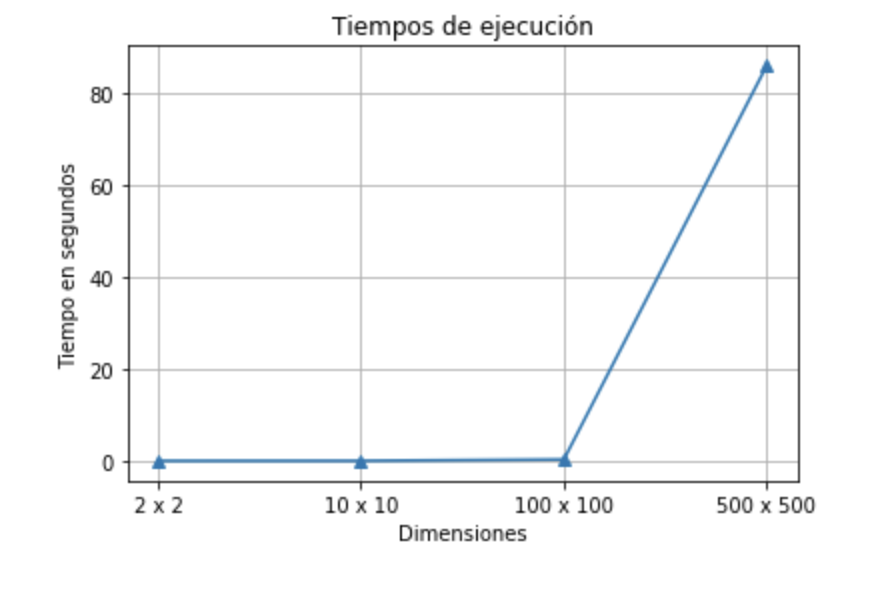 Tiempos de ejecución
Tiempo en segundos
80
60
40
20
0
2 x 2
10 x 10
100 x 100
500 x 500
Dimensiones